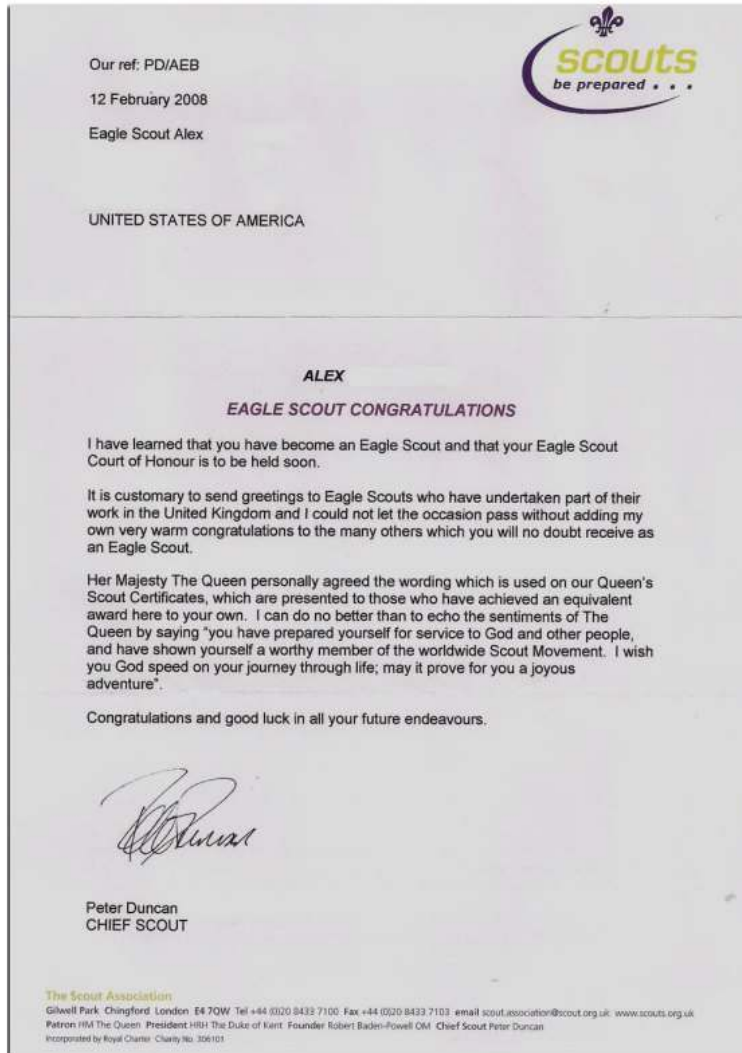 scouts
be prepared . . .
Our ref: PD/AEB
12 February 2008
Eagle Scout Alex
UNITED STATES OF AMERICA
ALEX
EAGLE SCOUT CONGRATULATIONS
I have learned that you have become an Eagle Scout and that your Eagle Scout
Court of Honour is to be held soon.
It is customary to send greetings to Eagle Scouts who have undertaken part of their
work in the United Kingdom and I could not let the occasion pass without adding my
own very warm congratulations to the many others which you will no doubt receive as
an Eagle Scout.
Her Majesty The Queen personally agreed the wording which is used on our Queen's
Scout Certificates, which are presented to those who have achieved an equivalent
award here to your own. I can do no better than to echo the sentiments of The
Queen by saying "you have prepared yourself for service to God and other people,
and have shown yourself a worthy member of the worldwide Scout Movement. I wish
you God speed on your journey through life; may it prove for you a joyous
adventure".
Congratulations and good luck in all your future endeavours.
Peter Duncan
CHIEF SCOUT
The Scout Association
Gilwell Park Chingford London E4 7QW Tel +44 (0)20 8433 7100 Fax +44 (0)20 8433 7103 email scout.association@scout.org.uk www.scouts.org.uk
Patron HM The Queen President HRH The Duke of Kent Founder Robert Baden-Powell OM Chief Scout Peter Duncan
Incorporated by Royal Charter Charity No. 306101